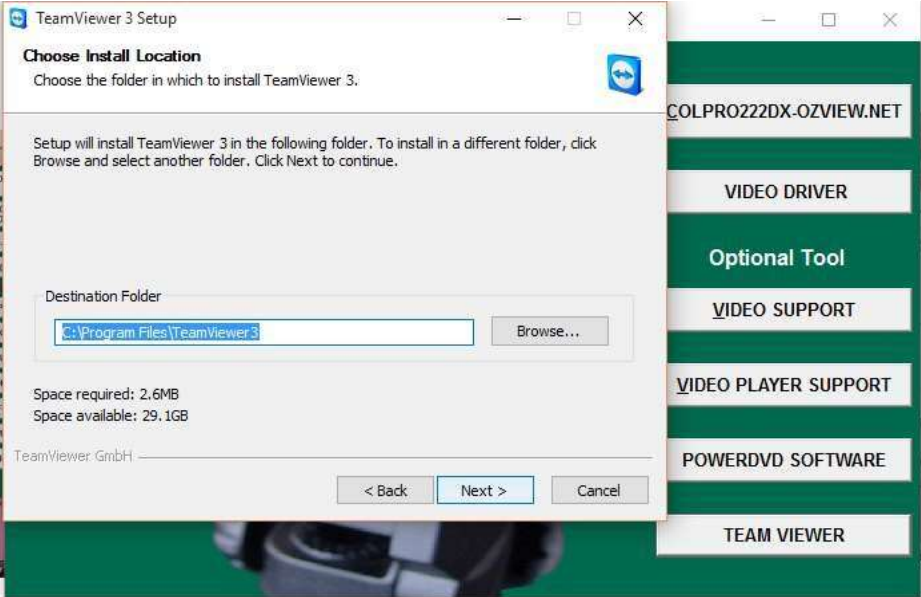 TeamViewer 3 Setup
Choose Install Location
Choose the folder in which to install TeamViewer 3.
Setup will install TeamViewer 3 in the following folder. To install in a different folder, click
Browse and select another folder. Click Next to continue.
Destination Folder
C:\Program Files\TeamViewer3
Browse...
Space required: 2.6MB
Space available: 29.1GB
TeamViewer GmbH
< Back
Next >
Cancel
COLPRO222DX-OZVIEW.NET
VIDEO DRIVER
Optional Tool
VIDEO SUPPORT
VIDEO PLAYER SUPPORT
POWERDVD SOFTWARE
TEAM VIEWER